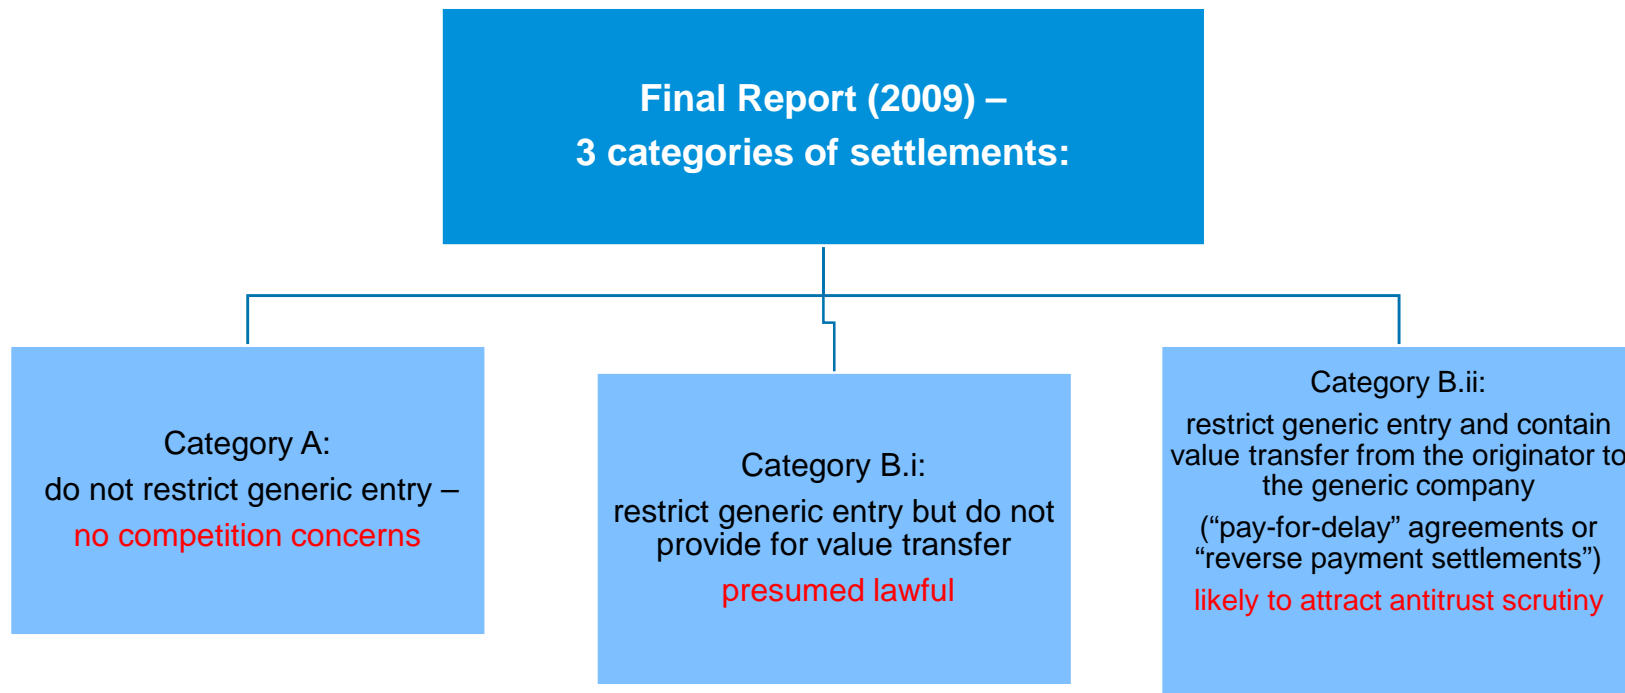 Final Report (2009) –
3 categories of settlements:
Category A:
do not restrict generic entry –
no competition concerns
Category B.i:
restrict generic entry but do not
provide for value transfer
presumed lawful
Category B.ii:
restrict generic entry and contain
value transfer from the originator to
the generic company
(“pay-for-delay” agreements or
“reverse payment settlements”)
likely to attract antitrust scrutiny